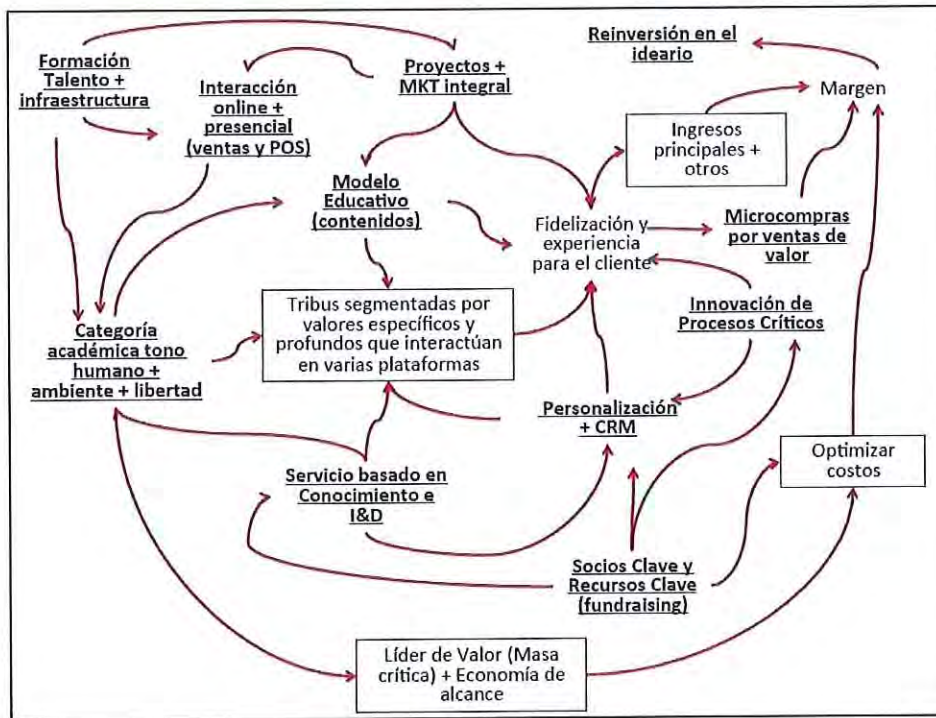 Formación
Talento +
infraestructura
Interacción
online +
presencial
(ventas y POS)
Proyectos +
MKT integral
Reinversión en el
ideario
Margen
Ingresos
principales +
otros
Modelo
Educativo
(contenidos)
Fidelización y
experiencia
para el cliente
Microcompras
por ventas de
valor
Categoría
académica tono
humano +
ambiente + libertad
Tribus segmentadas por
valores específicos y
profundos que interactúan
en varias plataformas
Innovación de
Procesos Críticos
Personalización
+ CRM
Optimizar
costos
Servicio basado en
Conocimiento e
I&D
Socios Clave y
Recursos Clave
(fundraising)
Líder de Valor (Masa
crítica) + Economía de
alcance